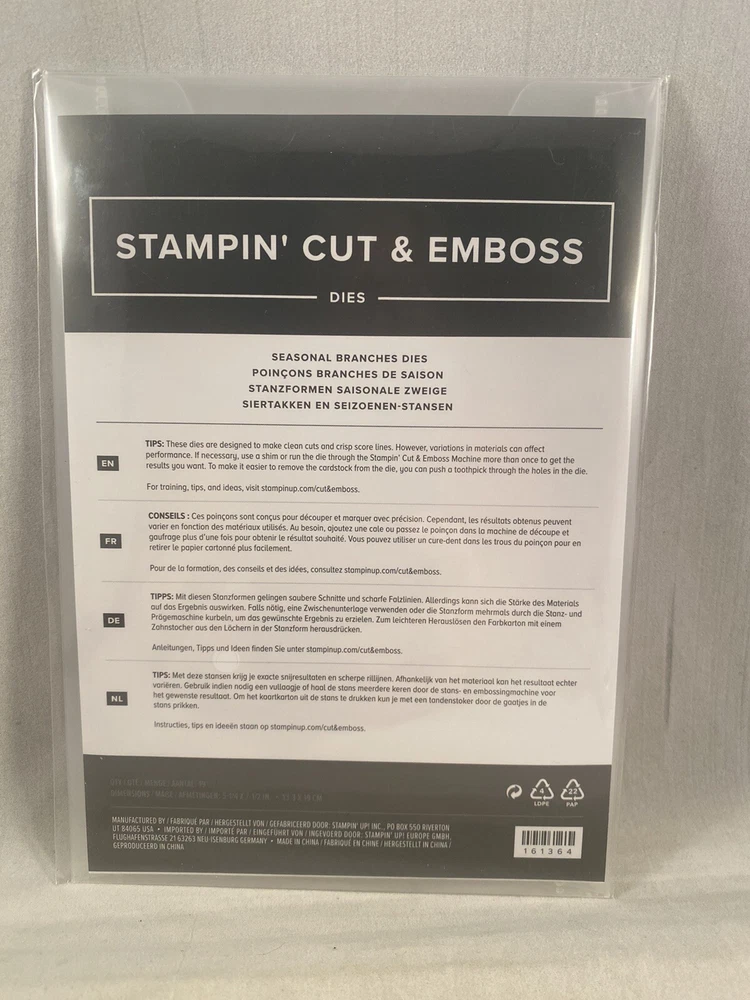 STAMPIN' CUT & EMBOSS
DIES
SEASONAL BRANCHES DIES
POINÇONS BRANCHES DE SAISON
STANZFORMEN SAISONALE ZWEIGE
SIERTAKKEN EN SEIZOENEN-STANSEN
EN
TIPS: These dies are designed to make clean cuts and crisp score lines. However, variations in materials can affect
performance. If necessary, use a shim or run the die through the Stampin' Cut & Emboss Machine more than once to get the
results you want. To make it easier to remove the cardstock from the die, you can push a toothpick through the holes in the die.
For training, tips, and ideas, visit stampinup.com/cut&emboss.
FR
CONSEILS : Ces poinçons sont conçus pour découper et marquer avec précision. Cependant, les résultats obtenus peuvent
varier en fonction des matériaux utilisés. Au besoin, ajoutez une cale ou passez le poinçon dans la machine de découpe et
gaufrage plus d'une fois pour obtenir le résultat souhaité. Vous pouvez utiliser un cure-dent dans les trous du poinçon pour en
retirer le papier cartonné plus facilement.
Pour de la formation, des conseils et des idées, consultez stampinup.com/cut&emboss.
DE
TIPPS: Mit diesen Stanzformen gelingen saubere Schnitte und scharfe Falzlinien. Allerdings kann sich die Stärke des Materials
auf das Ergebnis auswirken. Falls nötig, eine Zwischenunterlage verwenden oder die Stanzform mehrmals durch die Stanz- und
Prägemaschine kurbeln, um das gewünschte Ergebnis zu erzielen. Zum leichteren Herauslösen den Farbkarton mit einem
Zahnstocher aus den Löchern in der Stanzform herausdrücken.
Anleitungen, Tipps und Ideen finden Sie unter stampinup.com/cut&emboss.
NL
TIPS: Met deze stansen krijg je exacte snijresultaten en scherpe rillijnen. Afhankelijk van het materiaal kan het resultaat echter
variëren. Gebruik indien nodig een vullaagje of haal de stans meerdere keren door de stans- en embossingmachine voor
het gewenste resultaat. Om het kaartkarton uit de stans te drukken kun je met een tandenstoker door de gaatjes in de
stans prikken.
Instructies, tips en ideeën staan op stampinup.com/cut&emboss.
4
LDPE
22
PAP
MANUFACTURED BY / FABRIQUÉ PAR / HERGESTELLT VON / GEFABRICEERD DOOR: STAMPIN' UP! INC., PO BOX 550 RIVERTON
UT 84065 USA • IMPORTED BY / IMPORTÉ PAR / EINGEFÜHRT VON / INGEVOERD DOOR: STAMPIN' UP! EUROPE GMBH,
FLUGHAFENSTRASSE 21 63263 NEU-ISENBURG GERMANY • MADE IN CHINA / FABRIQUÉ EN CHINE / HERGESTELLT IN CHINA /
GEPRODUCEERD IN CHINA
161364